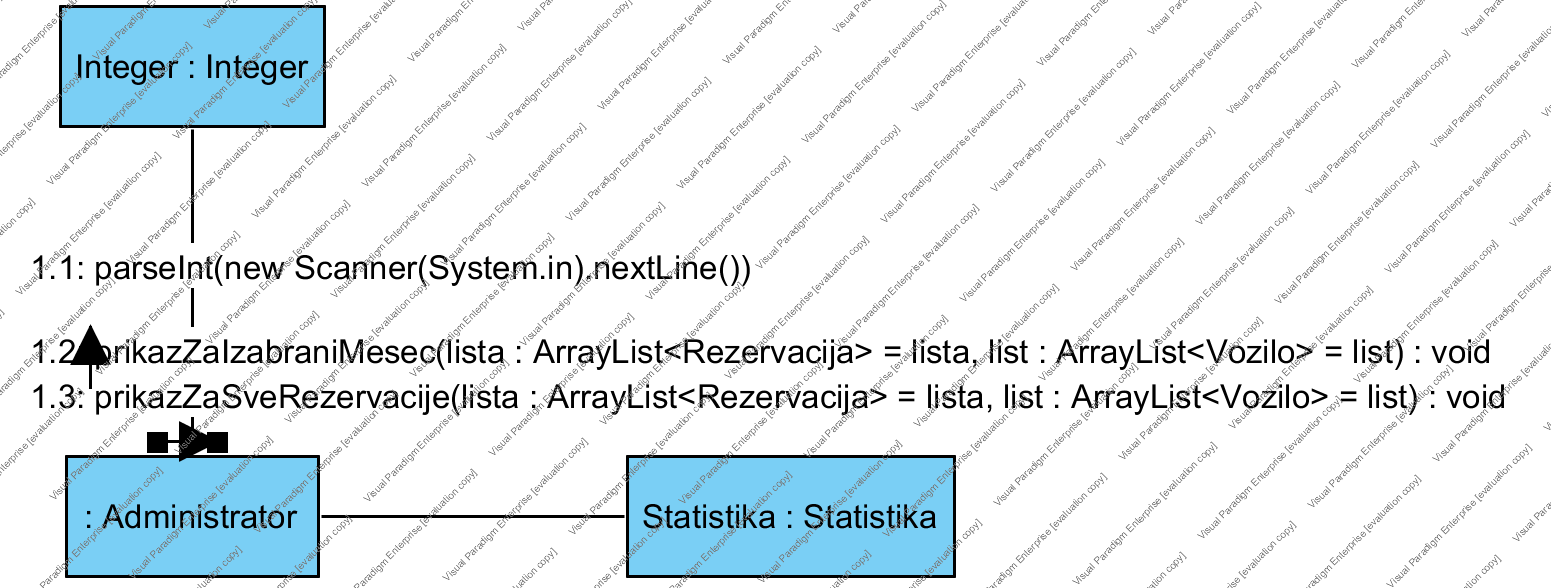 Integer : Integer
1.1: parseInt(new Scanner(System.in).nextLine())
1.2: prikazZaIzabraniMesec(lista : ArrayList<Rezervacija> = lista, list : ArrayList<Vozilo> = list) : void
1.3: prikazZaSveRezervacije(lista : ArrayList<Rezervacija> = lista, list : ArrayList<Vozilo> = list) : void
: Administrator
Statistika : Statistika
Visual Paradigm Enterprise [evaluation copy]